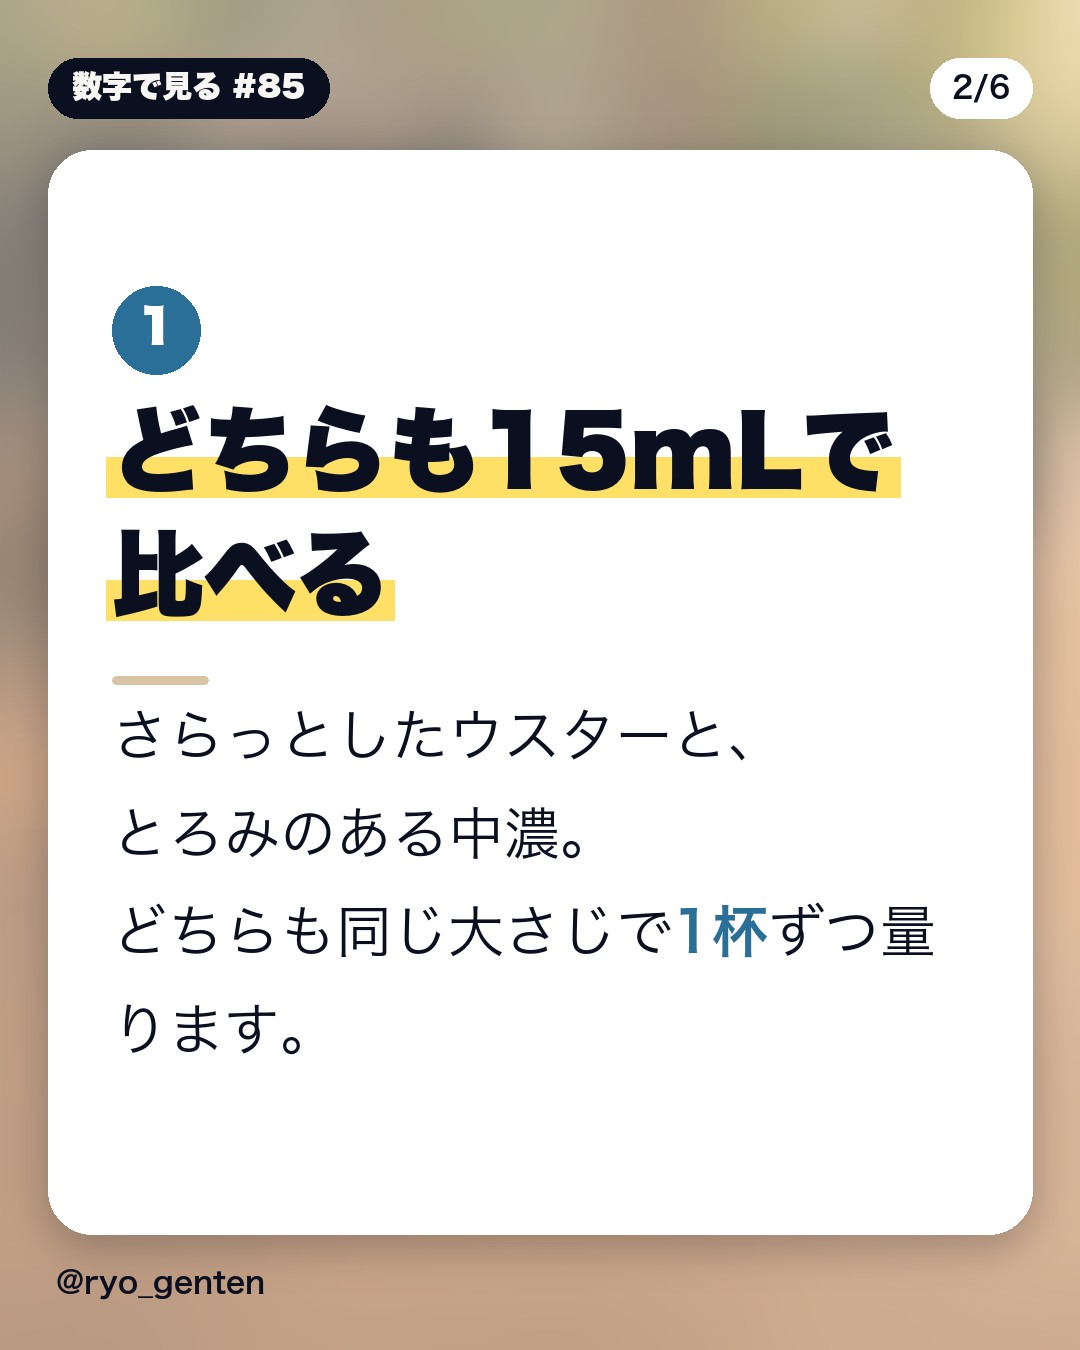 数字で見る #85
2/6
1
どちらも15mLで
比べる
さらっとしたウスターと、
とろみのある中濃。
どちらも同じ大さじで1杯ずつ量
ります。
@ryo_genten